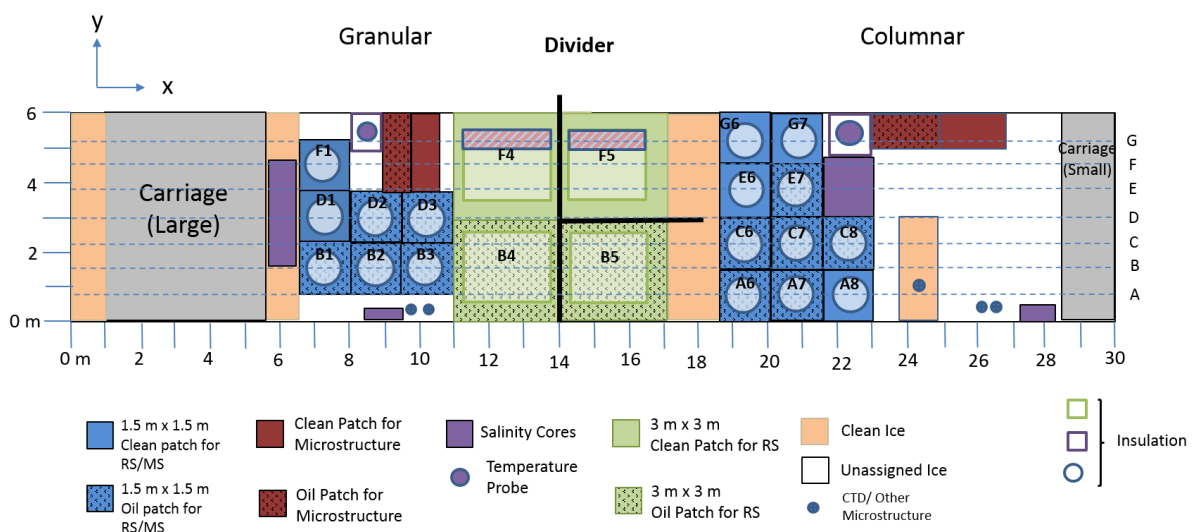 y
x
Granular
Divider
Columnar
6
4
2
0 m
Carriage
(Large)
F1
D1
D2
D3
B1
B2
B3
F4
F5
B4
B5
G6
G7
E6
E7
C6
C7
C8
A6
A7
A8
Carriage
(Small)
G
F
E
D
C
B
A
0 m
2
4
6
8
10
12
14
16
18
20
22
24
26
28
30
1.5 m x 1.5 m
Clean patch for
RS/MS
1.5 m x 1.5 m
Oil patch for
RS/MS
Clean Patch for
Microstructure
Oil Patch for
Microstructure
Salinity Cores
Temperature
Probe
3 m x 3 m
Clean Patch for RS
3 m x 3 m
Oil Patch for RS
Clean Ice
Unassigned Ice
CTD/ Other
Microstructure
Insulation